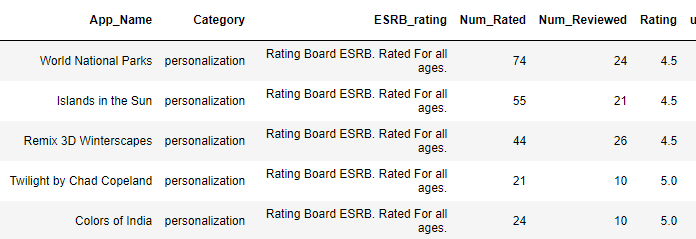 App_Name Category ESRB_rating Num_Rated Num_Reviewed Rating u
World National Parks personalization Rating Board ESRB. Rated For all ages. 74 24 4.5
Islands in the Sun personalization Rating Board ESRB. Rated For all ages. 55 21 4.5
Remix 3D Winterscapes personalization Rating Board ESRB. Rated For all ages. 44 26 4.5
Twilight by Chad Copeland personalization Rating Board ESRB. Rated For all ages. 21 10 5.0
Colors of India personalization Rating Board ESRB. Rated For all ages. 24 10 5.0